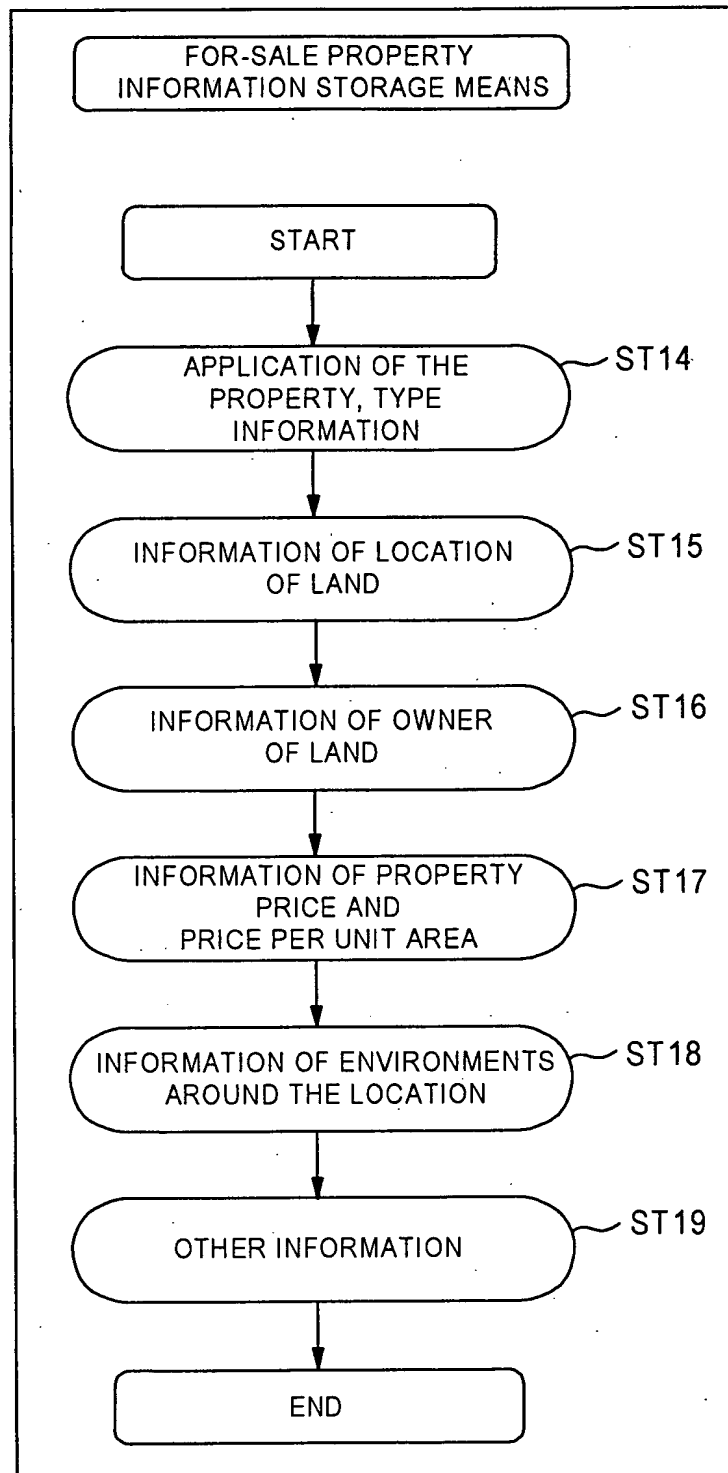 FOR-SALE PROPERTY
INFORMATION STORAGE MEANS
START
APPLICATION OF THE
PROPERTY, TYPE
INFORMATION
ST14
INFORMATION OF LOCATION
OF LAND
ST15
INFORMATION OF OWNER
OF LAND
ST16
INFORMATION OF PROPERTY
PRICE AND
PRICE PER UNIT AREA
ST17
INFORMATION OF ENVIRONMENTS
AROUND THE LOCATION
ST18
OTHER INFORMATION
ST19
END